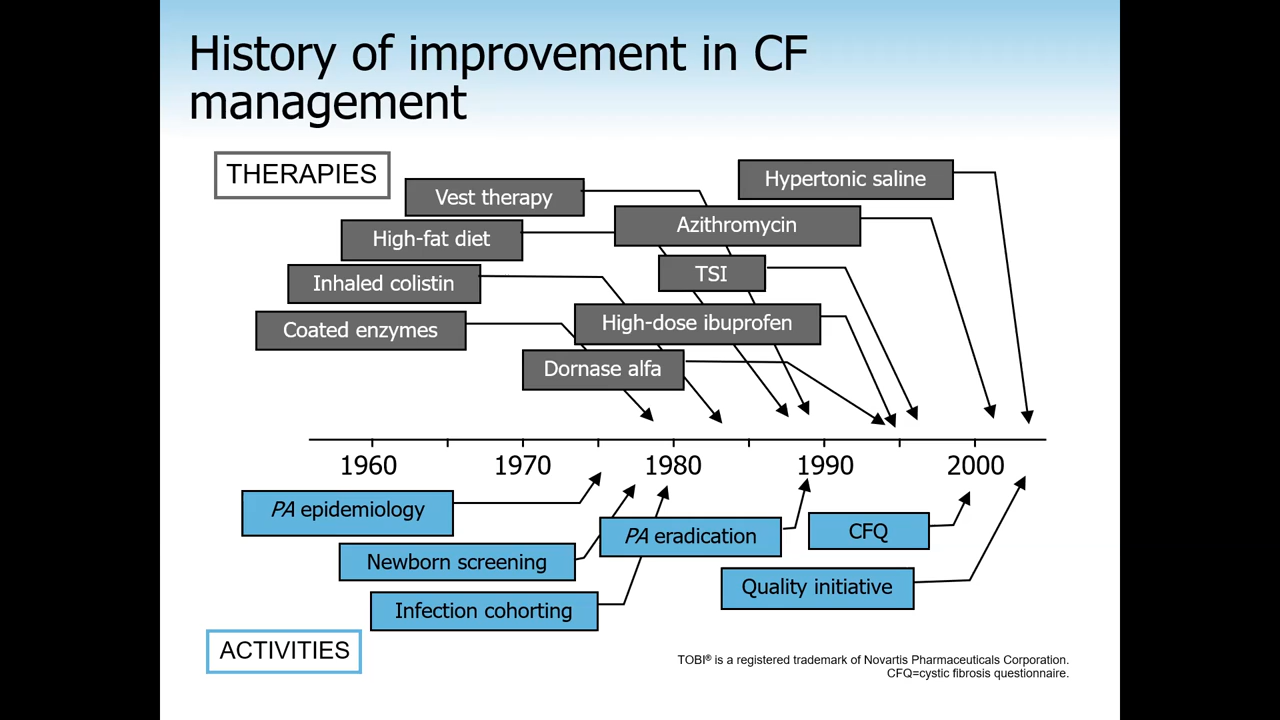 History of improvement in CF
management
THERAPIES
Hypertonic saline
Vest therapy
Azithromycin
High-fat diet
TSI
Inhaled colistin
High-dose ibuprofen
Coated enzymes
Dornase alfa
1960 1970 1980 1990 2000
PA epidemiology
PA eradication
CFQ
Newborn screening
Quality initiative
Infection cohorting
ACTIVITIES
TOBI® is a registered trademark of Novartis Pharmaceuticals Corporation.
CFQ=cystic fibrosis questionnaire.